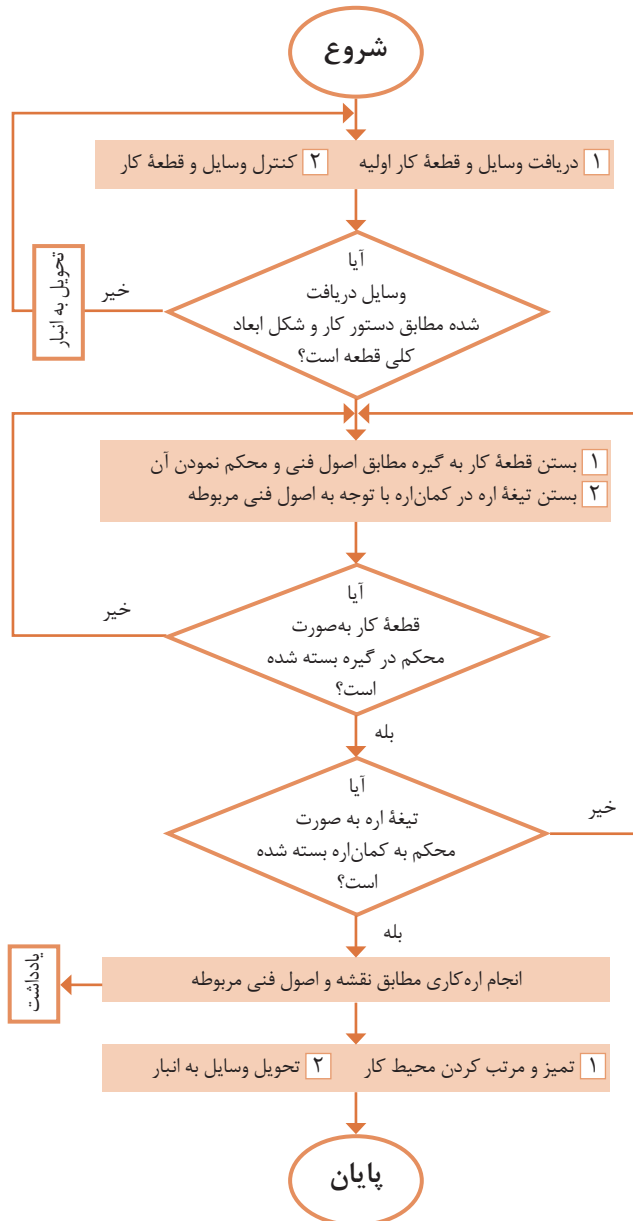 شروع
1 دریافت وسایل و قطعهٔ کار اولیه 2 کنترل وسایل و قطعهٔ کار
آیا
وسایل دریافت
شده مطابق دستور کار و شکل ابعاد
کلی قطعه است؟
خیر
تحویل به انبار
۱ بستن قطعهٔ کار به گیره مطابق اصول فنی و محکم نمودن آن
۲ بستن تیغهٔ اره در کمان‌اره با توجه به اصول فنی مربوطه
آیا
قطعهٔ کار به‌صورت
محکم در گیره بسته شده
است؟
خیر
بله
آیا
تیغهٔ اره به صورت
محکم به کمان‌اره بسته شده
است؟
خیر
بله
انجام اره‌کاری مطابق نقشه و اصول فنی مربوطه
یادداشت
۱ تمیز و مرتب کردن محیط کار ۲ تحویل وسایل به انبار
پایان